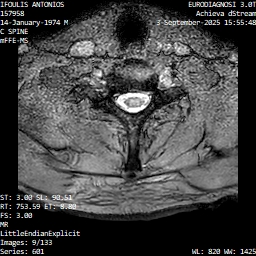 IFOULIS ANTONIOS
EURODIAGNOSI 3.0T
157958
Achieva dStream
14-January-1974 M
3-September-2025 15:55:48
C SPINE
mFFE-MS
ST: 3.00 SL: 90.51
RT: 753.59 ET: 8.80
FS: 3.00
MR
LittleEndianExplicit
Images: 9/133
Series: 601
WL: 820 WW: 1425